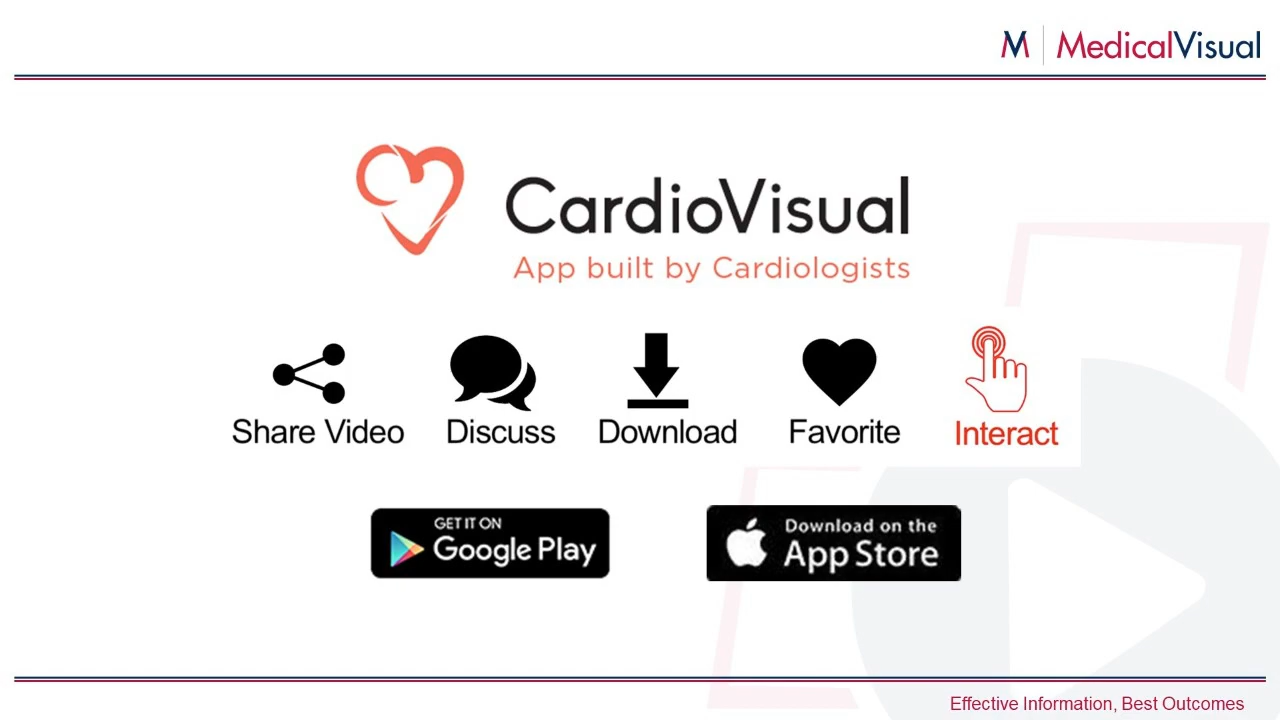 M | MedicalVisual
CardioVisual
App built by Cardiologists
Share Video
Discuss
Download
Favorite
Interact
GET IT ON
Google Play
Download on the
App Store
Effective Information, Best Outcomes